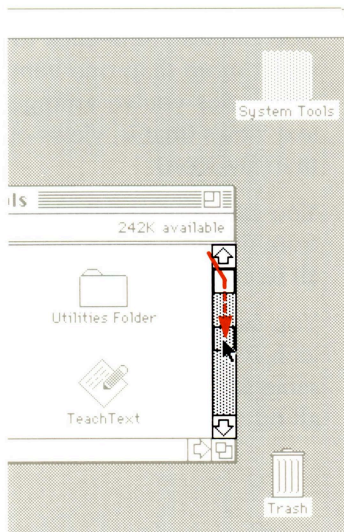 System Tools
ls
242K available
Utilities Folder
TeachText
Trash